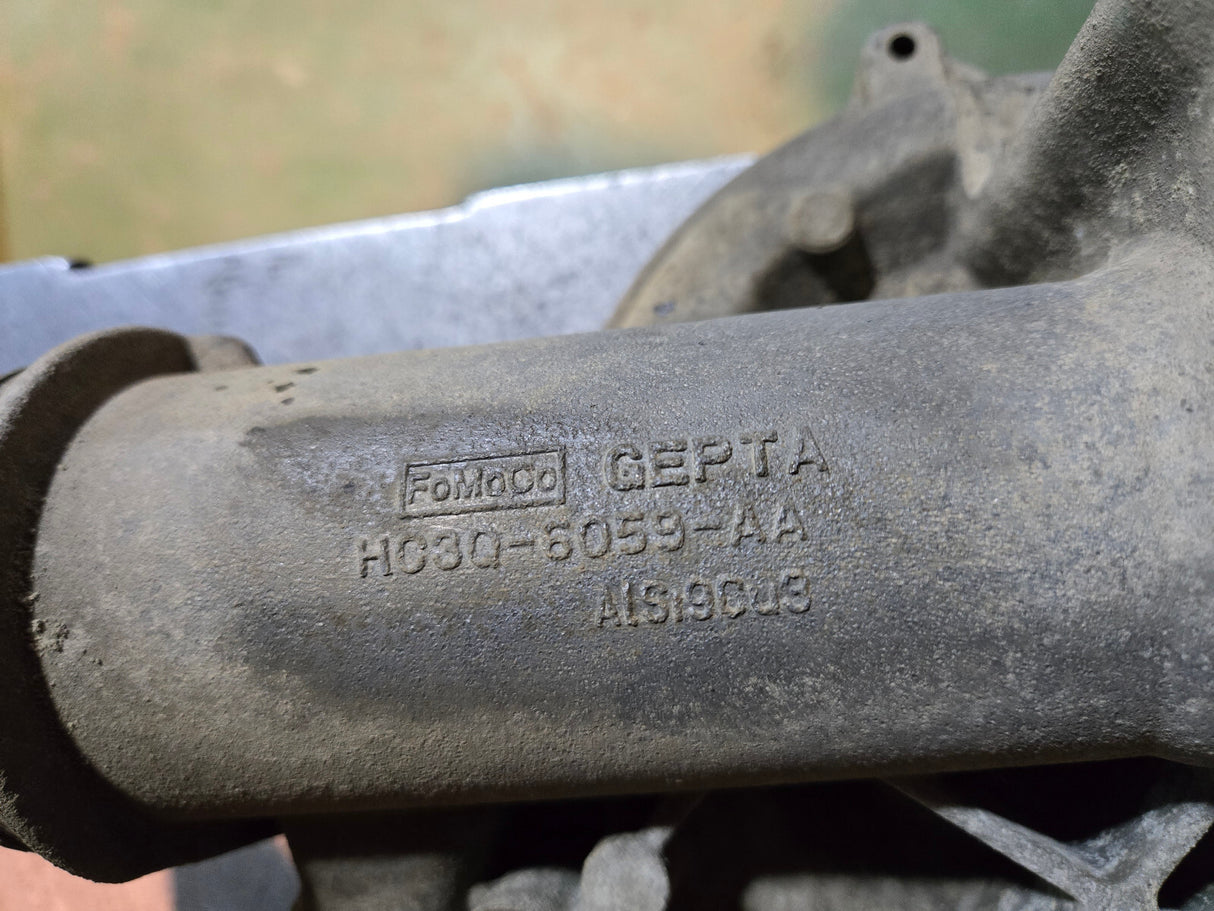 FoMoCo GEPTA
HC3Q-6059-AA
AlSi9Cu3